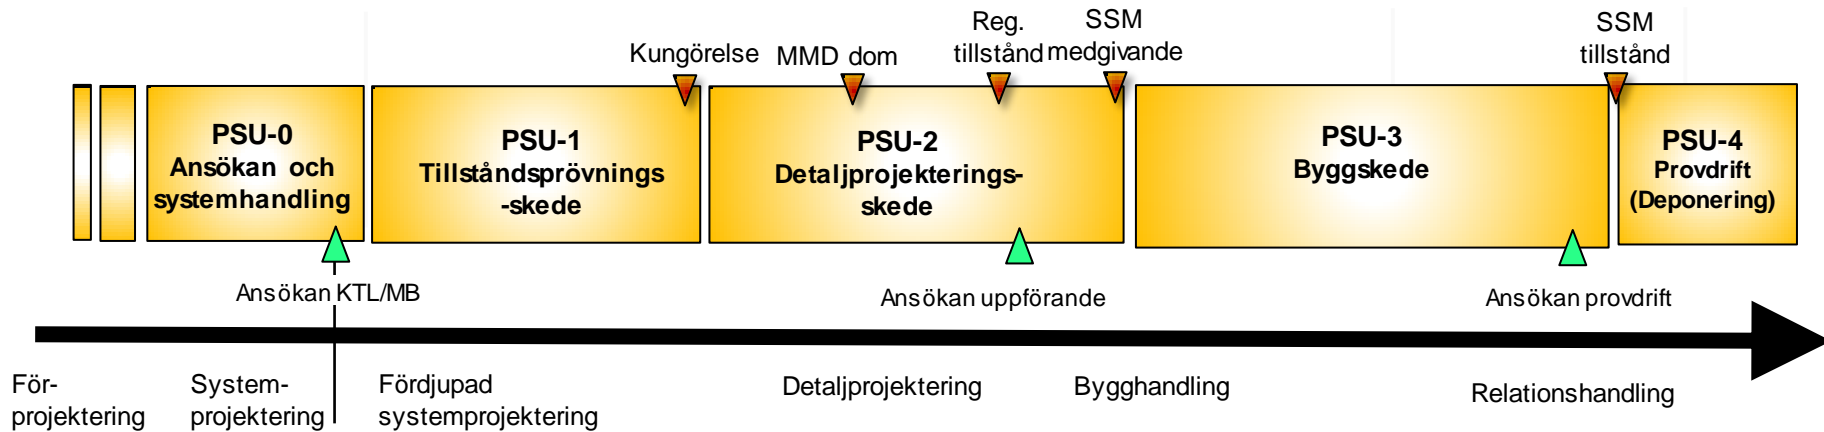 Kungörelse
MMD dom
Reg.
tillstånd
SSM
medgivande
SSM
tillstånd
PSU-0
Ansökan och
systemhandling
PSU-1
Tillståndsprövnings
-skede
PSU-2
Detaljprojekterings-
skede
PSU-3
Byggskede
PSU-4
Provdrift
(Deponering)
Ansökan KTL/MB
Ansökan uppförande
Ansökan provdrift
För-
projektering
System-
projektering
Fördjupad
systemprojektering
Detaljprojektering
Bygghandling
Relationshandling